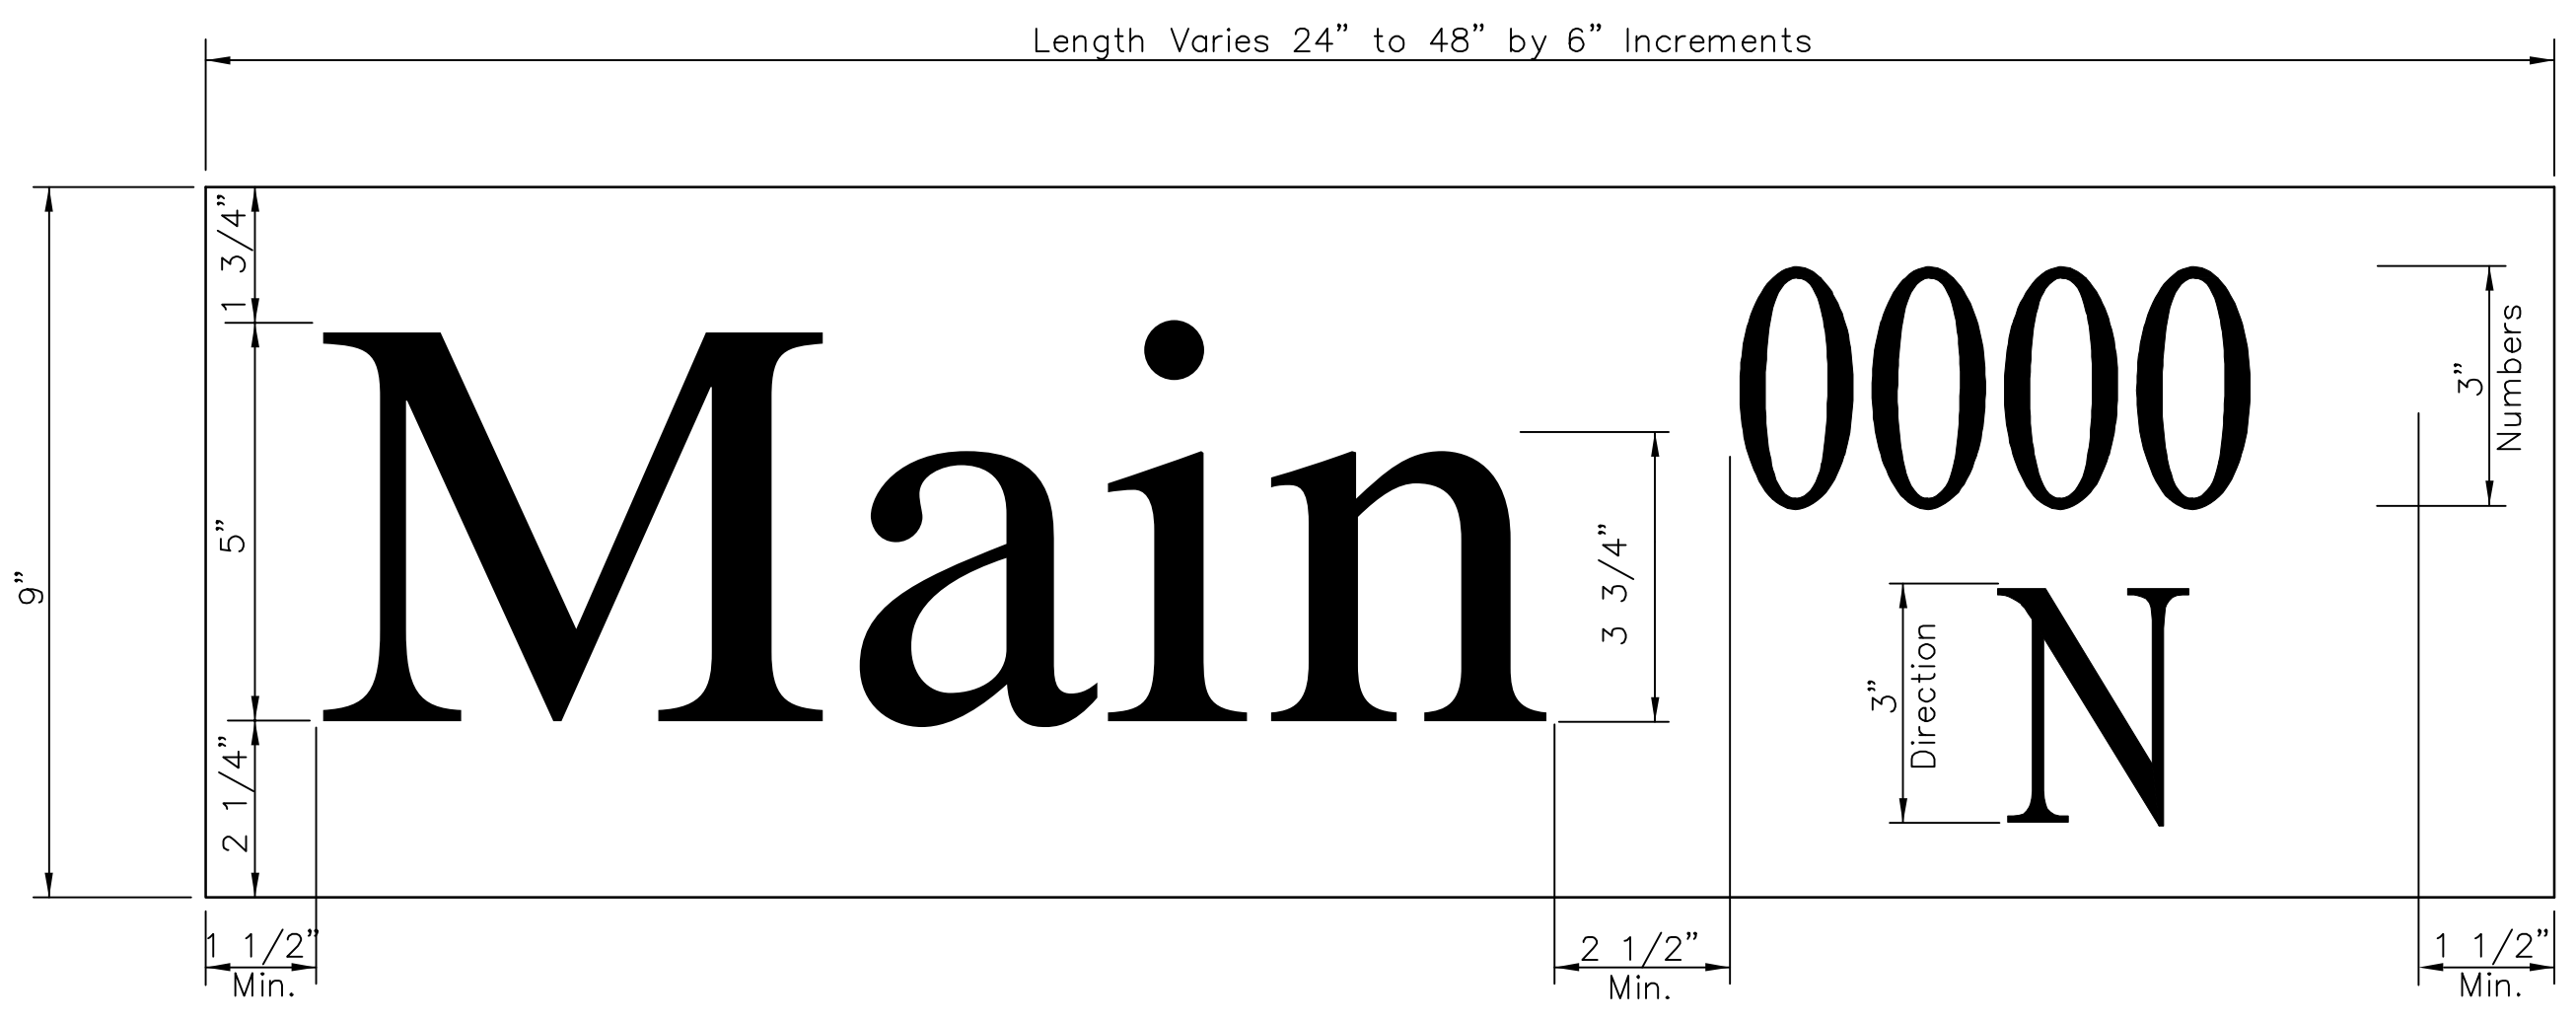 Length Varies 24” to 48” by 6” Increments
9”
1 3/4”
5”
2 1/4”
Main
3 3/4”
0000
3”
Numbers
3”
Direction
N
1 1/2”
Min.
2 1/2”
Min.
1 1/2”
Min.